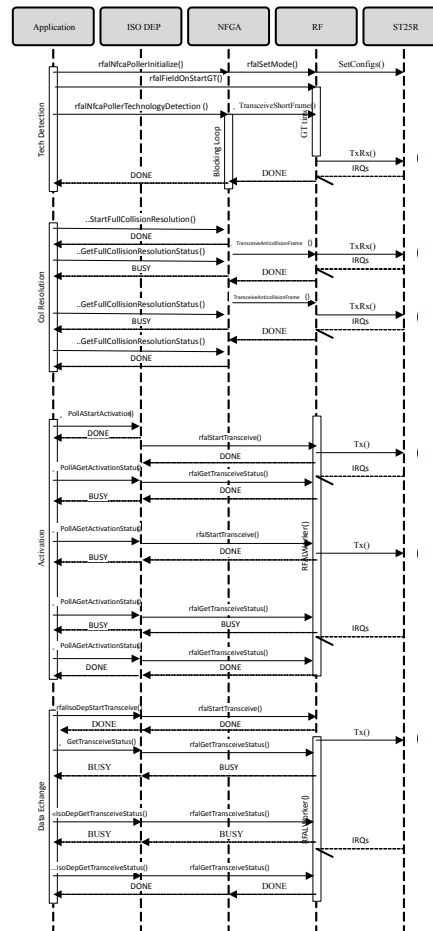 Application ISO DEP NFGA RF ST25R
rfalNfcaPollerInitialize() rfalSetMode() SetConfigs()
rfalFieldOnStartGT()
rfalNfcaPollerTechnologyDetection () TransceiveShortFrame()
Tech Detection
Blocking Loop
GT time
TxRx()
DONE DONE IRQs
..StartFullCollisionResolution()
DONE TransceiveAnticollisionFrame () TxRx()
..GetFullCollisionResolutionStatus()
BUSY DONE IRQs
Col Resolution
..GetFullCollisionResolutionStatus() TransceiveAnticollisionFrame () TxRx()
BUSY DONE IRQs
..GetFullCollisionResolutionStatus()
DONE
PollAStartActivation()
DONE rfalStartTransceive() Tx()
DONE
PollAGetActivationStatus() rfalGetTransceiveStatus() IRQs
BUSY DONE
Activation
RFALWorker()
PollAGetActivationStatus() rfalStartTransceive()
BUSY DONE Tx()
PollAGetActivationStatus() rfalGetTransceiveStatus()
BUSY BUSY IRQs
PollAGetActivationStatus() rfalGetTransceiveStatus()
DONE DONE
rfalIsoDepStartTransceive() rfalStartTransceive()
DONE DONE Tx()
GetTransceiveStatus() rfalGetTransceiveStatus()
BUSY BUSY
Data Echange
RFALWorker()
IsoDepGetTransceiveStatus() rfalGetTransceiveStatus()
BUSY BUSY IRQs
...IsoDepGetTransceiveStatus() rfalGetTransceiveStatus()
DONE DONE